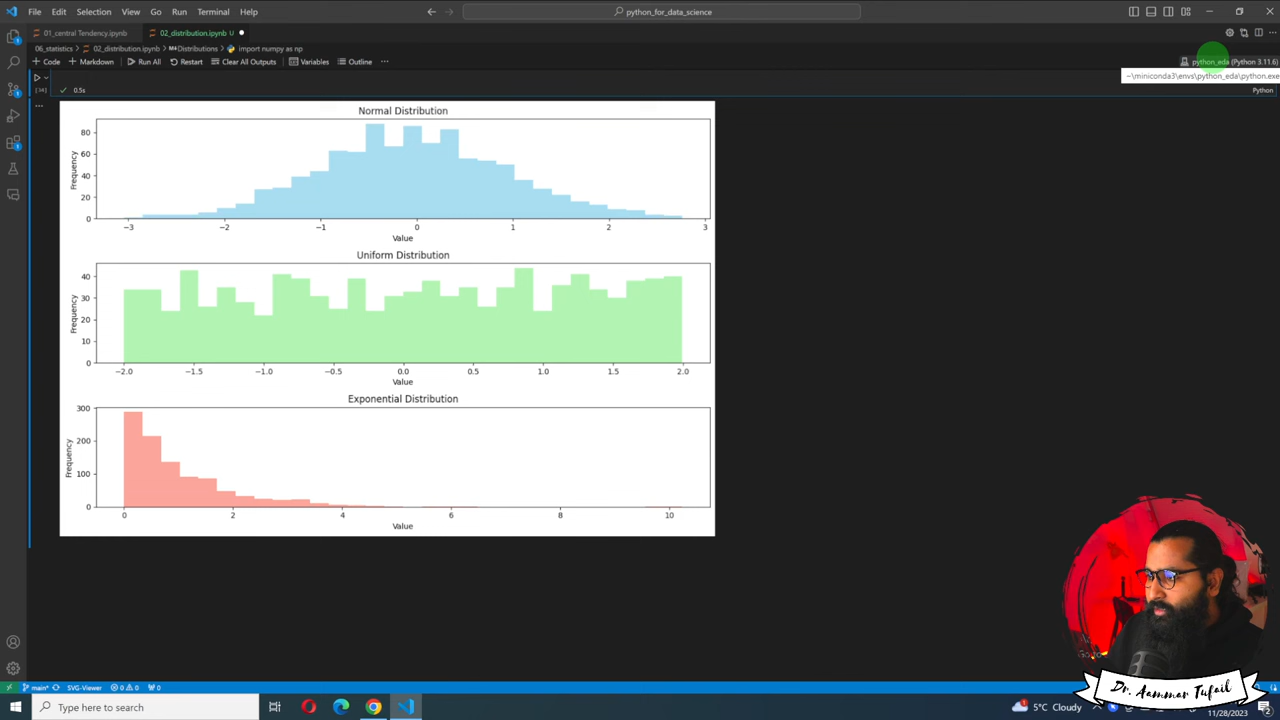 File Edit Selection View Go Run Terminal Help
python_for_data_science
01_central Tendency.ipynb 02_distribution.ipynb U
06_statistics 02_distribution.ipynb Distributions import numpy as np
Code Markdown Run All Restart Clear All Outputs Variables Outline ...
python_eda (Python 3.11.6)
~\miniconda3\envs\python_eda\python.exe
0.5s
Python
Normal Distribution
Frequency
80
60
40
20
0
−3 −2 −1 0 1 2 3
Value
Uniform Distribution
Frequency
40
30
20
10
0
−2.0 −1.5 −1.0 −0.5 0.0 0.5 1.0 1.5 2.0
Value
Exponential Distribution
Frequency
300
200
100
0
0 2 4 6 8 10
Value
Dr. Aammar Tufail
main* SVG-Viewer 0 0 0
Type here to search
5°C Cloudy
11/28/2023
2